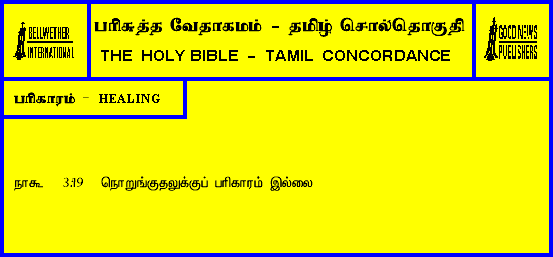 BELLWETHER
INTERNATIONAL
பரிசுத்த வேதாகமம் - தமிழ் சொல்தொகுதி
THE HOLY BIBLE - TAMIL CONCORDANCE
GOOD NEWS
PUBLISHERS
பரிகாரம் - HEALING
நாகூ 3:19 நொறுங்குதலுக்குப் பரிகாரம் இல்லை